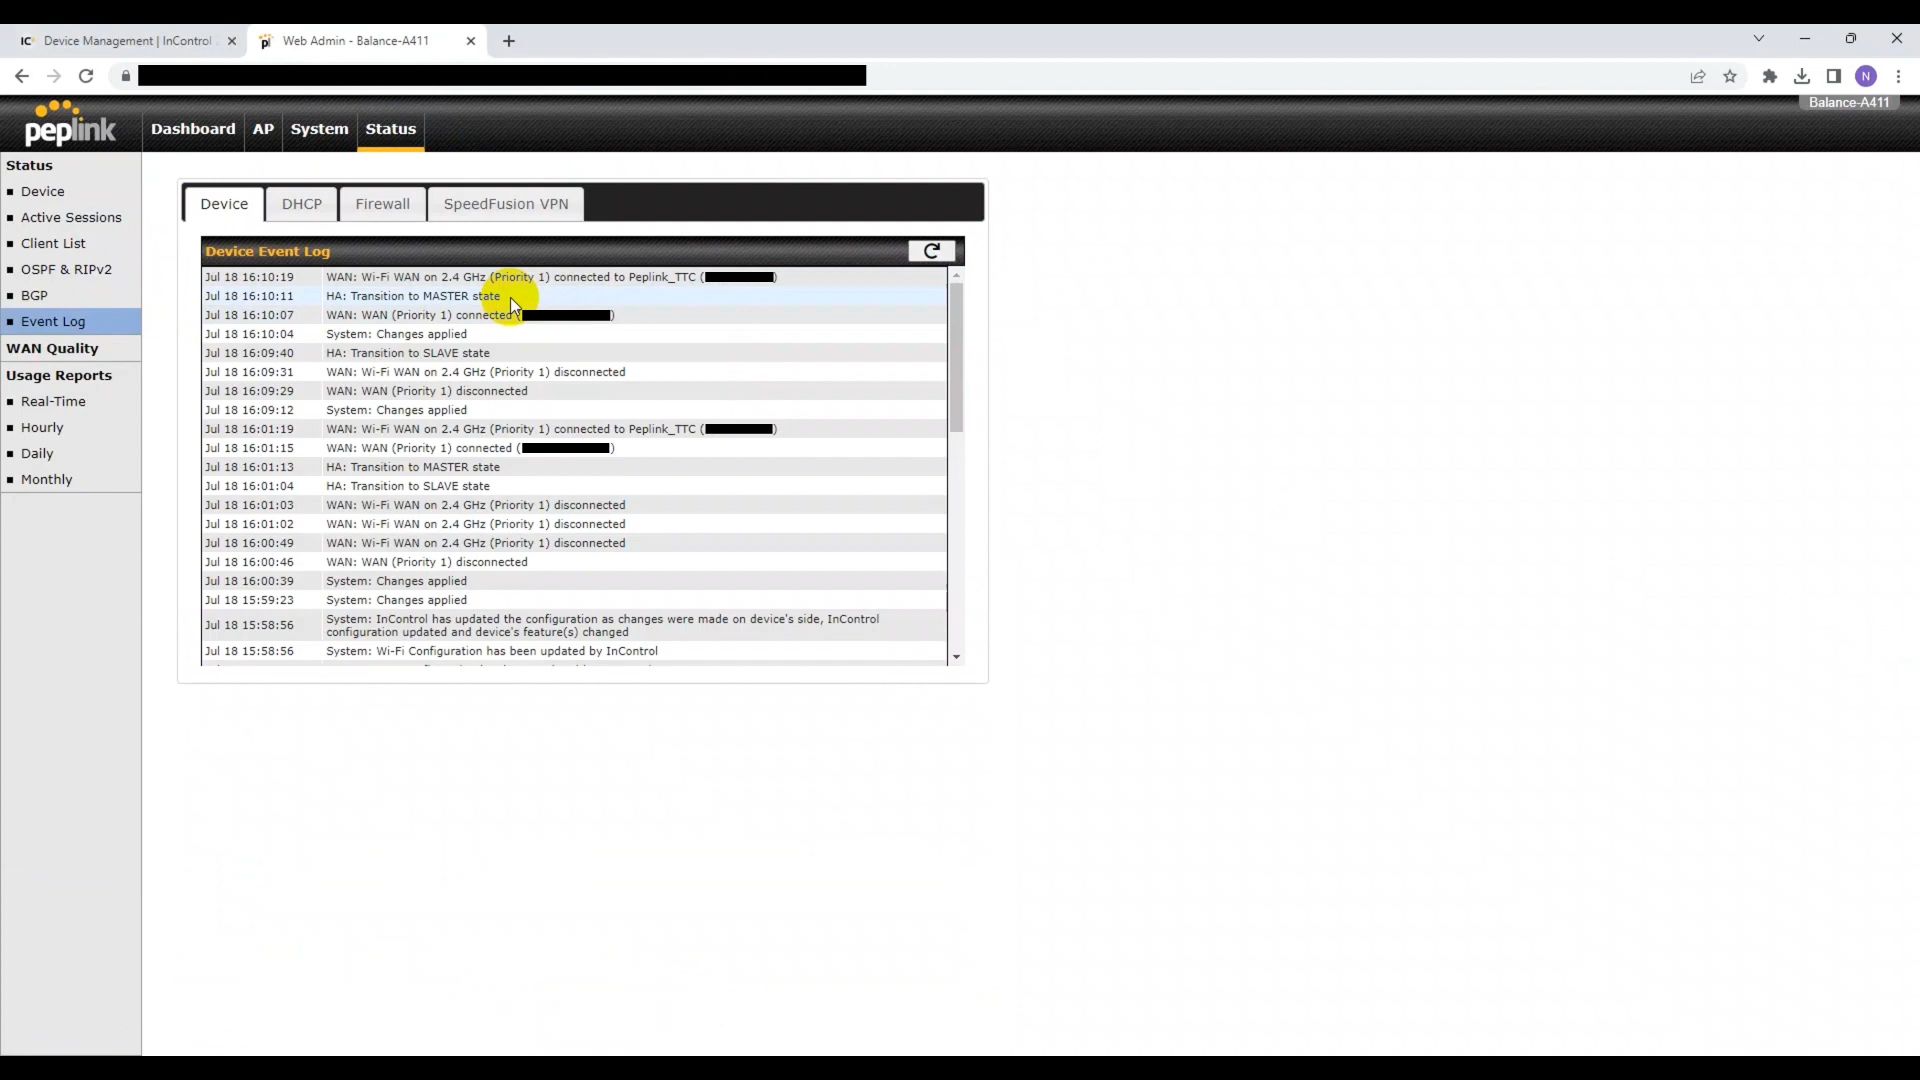 IC Device Management | InControl
pi Web Admin - Balance-A411
N
Balance-A411
peplink
Dashboard AP System Status
Status
Device
Active Sessions
Client List
OSPF & RIPv2
BGP
Event Log
WAN Quality
Usage Reports
Real-Time
Hourly
Daily
Monthly
Device DHCP Firewall SpeedFusion VPN
Device Event Log
Jul 18 16:10:19 WAN: Wi-Fi WAN on 2.4 GHz (Priority 1) connected to Peplink_TTC ( )
Jul 18 16:10:11 HA: Transition to MASTER state
Jul 18 16:10:07 WAN: WAN (Priority 1) connected ( )
Jul 18 16:10:04 System: Changes applied
Jul 18 16:09:40 HA: Transition to SLAVE state
Jul 18 16:09:31 WAN: Wi-Fi WAN on 2.4 GHz (Priority 1) disconnected
Jul 18 16:09:29 WAN: WAN (Priority 1) disconnected
Jul 18 16:09:12 System: Changes applied
Jul 18 16:01:19 WAN: Wi-Fi WAN on 2.4 GHz (Priority 1) connected to Peplink_TTC ( )
Jul 18 16:01:15 WAN: WAN (Priority 1) connected ( )
Jul 18 16:01:13 HA: Transition to MASTER state
Jul 18 16:01:04 HA: Transition to SLAVE state
Jul 18 16:01:03 WAN: Wi-Fi WAN on 2.4 GHz (Priority 1) disconnected
Jul 18 16:01:02 WAN: Wi-Fi WAN on 2.4 GHz (Priority 1) disconnected
Jul 18 16:00:49 WAN: Wi-Fi WAN on 2.4 GHz (Priority 1) disconnected
Jul 18 16:00:46 WAN: WAN (Priority 1) disconnected
Jul 18 16:00:39 System: Changes applied
Jul 18 15:59:23 System: Changes applied
Jul 18 15:58:56 System: InControl has updated the configuration as changes were made on device's side, InControl
configuration updated and device's feature(s) changed
Jul 18 15:58:56 System: Wi-Fi Configuration has been updated by InControl